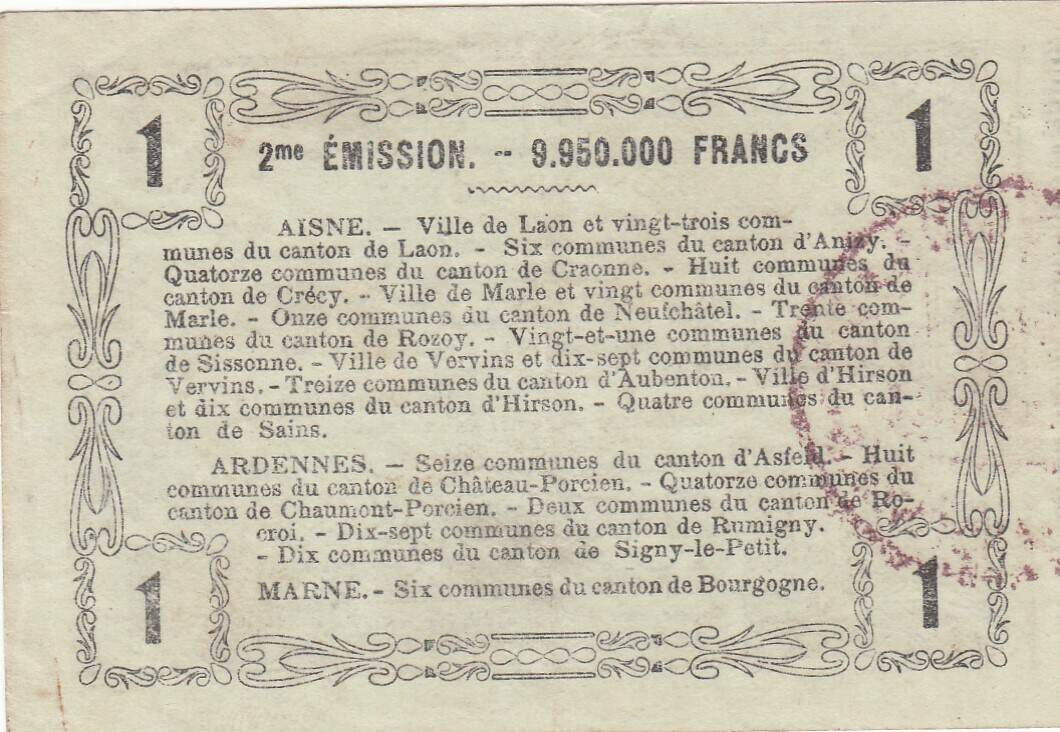 1
1
2me ÉMISSION. -- 9.950.000 FRANCS
AISNE. — Ville de Laon et vingt-trois com-
munes du canton de Laon. - Six communes du canton d'Anizy. -
Quatorze communes du canton de Craonne. - Huit communes du
canton de Crécy. - Ville de Marle et vingt communes du canton de
Marle. - Onze communes du canton de Neufchâtel. - Trente com-
munes du canton de Rozoy. - Vingt-et-une communes du canton
de Sissonne. - Ville de Vervins et dix-sept communes du canton de
Vervins. - Treize communes du canton d'Aubenton. - Ville d'Hirson
et dix communes du canton d'Hirson. - Quatre communes du can-
ton de Sains.
ARDENNES. — Seize communes du canton d'Asfeld. - Huit
communes du canton de Château-Porcien. - Quatorze communes du
canton de Chaumont-Porcien. - Deux communes du canton de Ro-
croi. - Dix-sept communes du canton de Rumigny.
- Dix communes du canton de Signy-le-Petit.
MARNE. - Six communes du canton de Bourgogne.
1
1